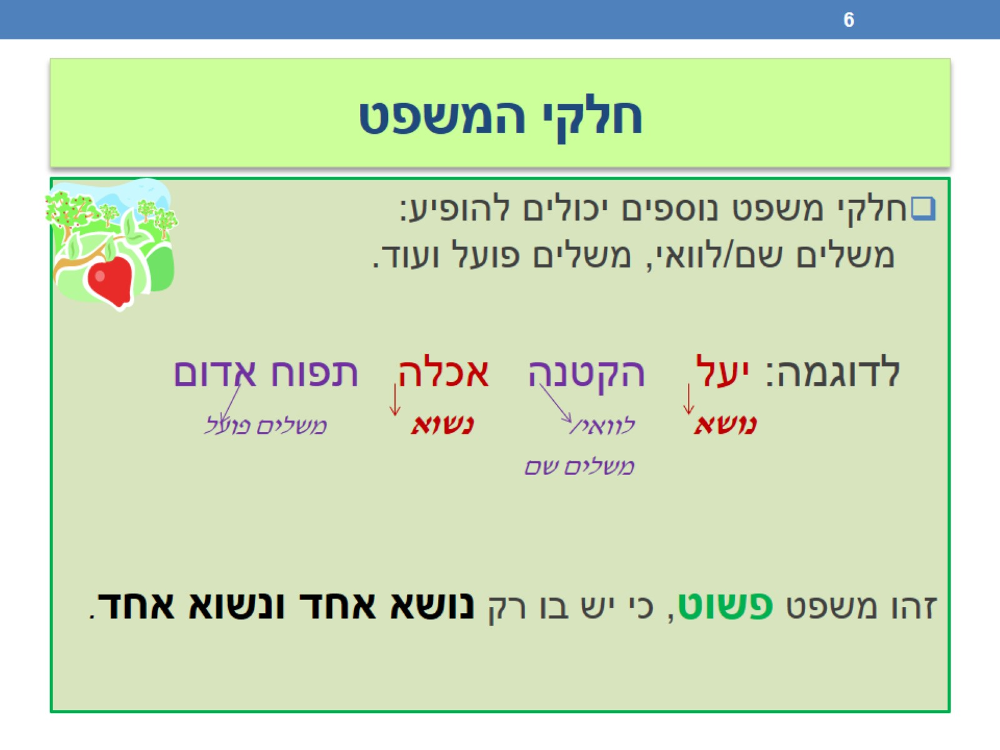 6
חלקי המשפט
חלקי משפט נוספים יכולים להופיע:
משלים שם/לוואי, משלים פועל ועוד.
לדוגמה: יעל הקטנה אכלה תפוח אדום
נושא לוואי/ נשוא משלים פועל
משלים שם
זהו משפט פשוט, כי יש בו רק נושא אחד ונשוא אחד.